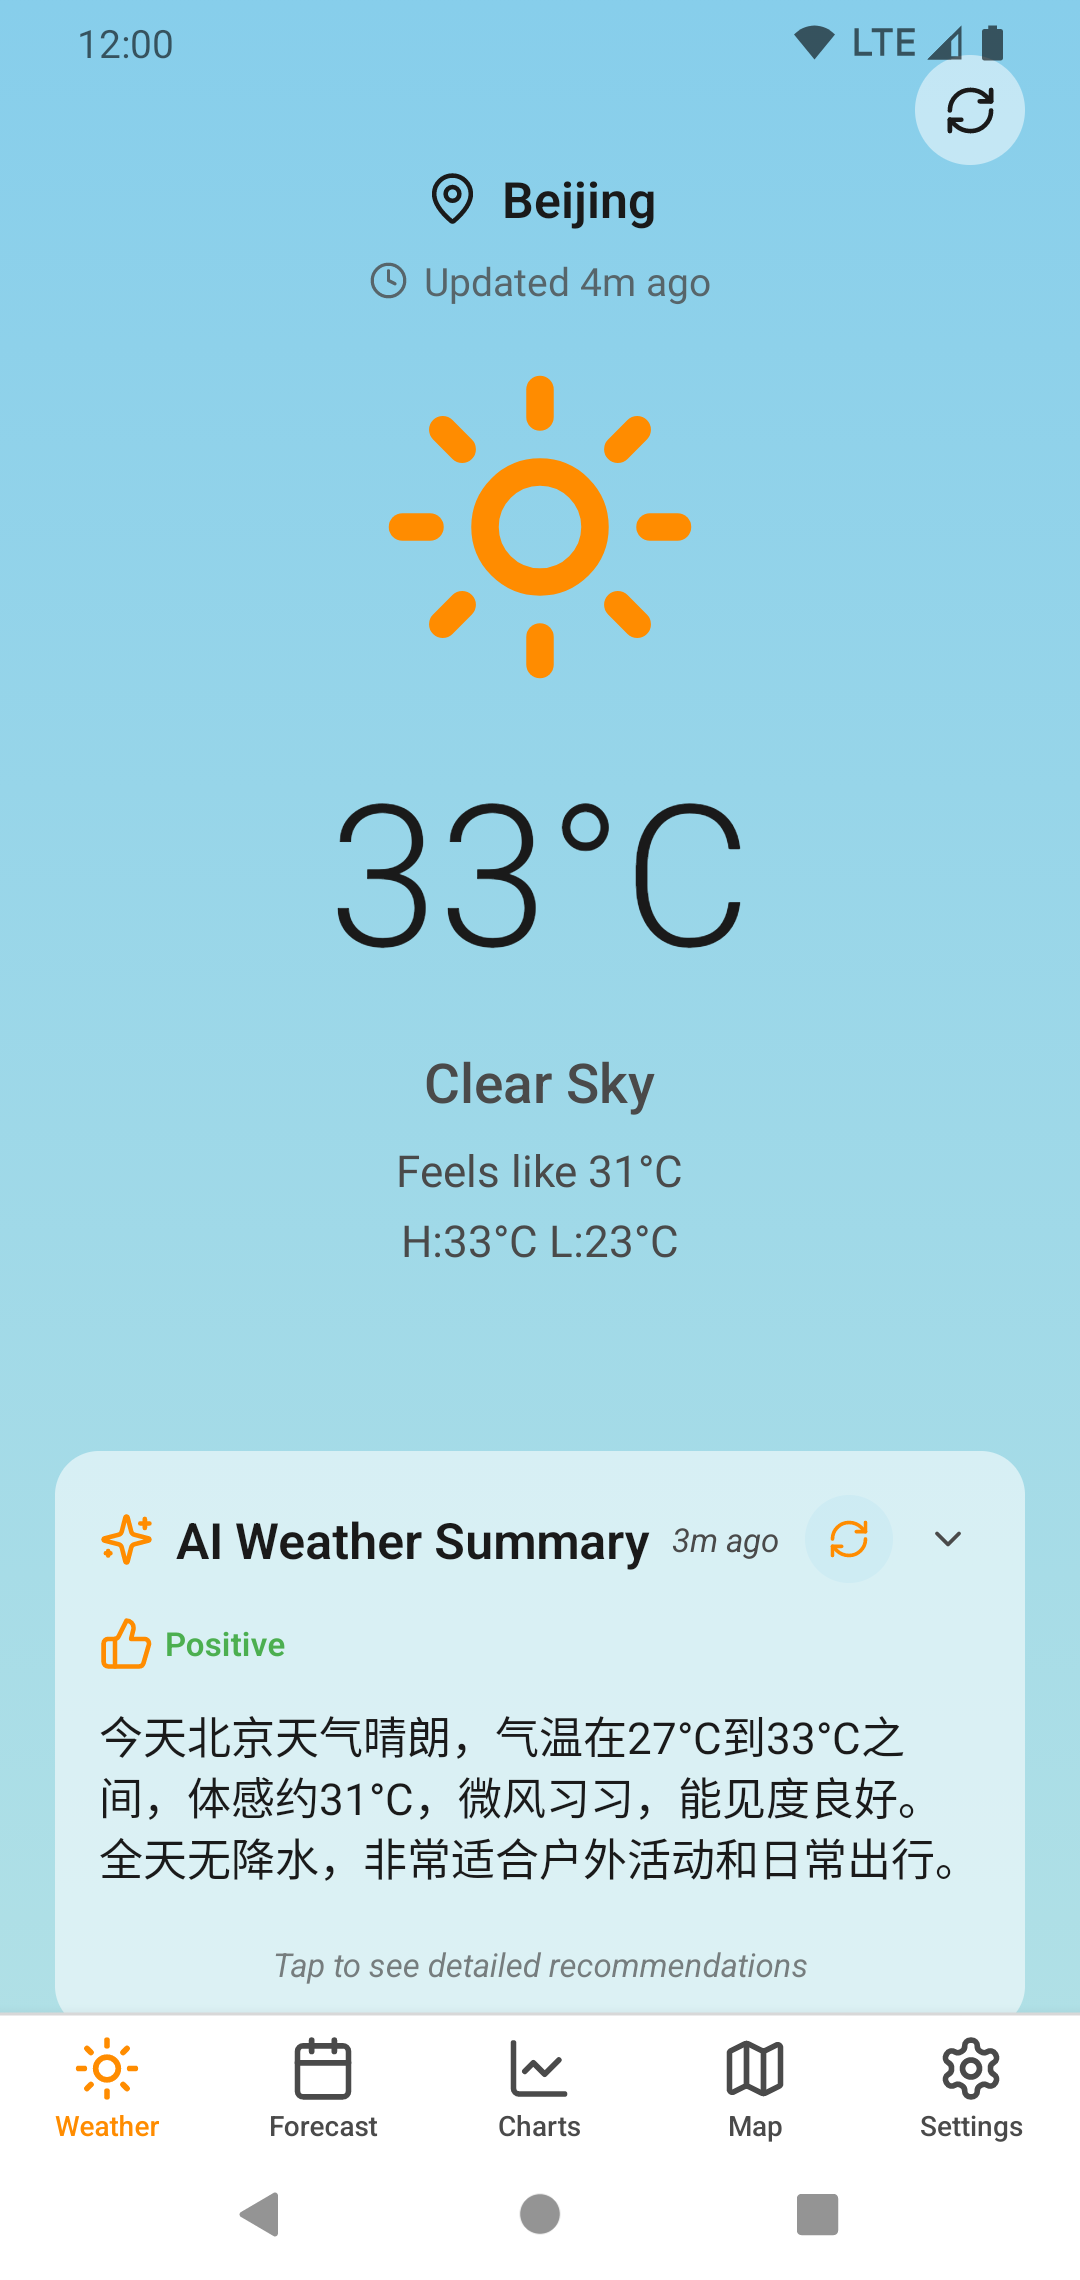 12:00
LTE
Beijing
Updated 4m ago
33°C
Clear Sky
Feels like 31°C
H:33°C L:23°C
AI Weather Summary 3m ago
Positive
今天北京天气晴朗，气温在27°C到33°C之
间，体感约31°C，微风习习，能见度良好。
全天无降水，非常适合户外活动和日常出行。
Tap to see detailed recommendations
Weather
Forecast
Charts
Map
Settings